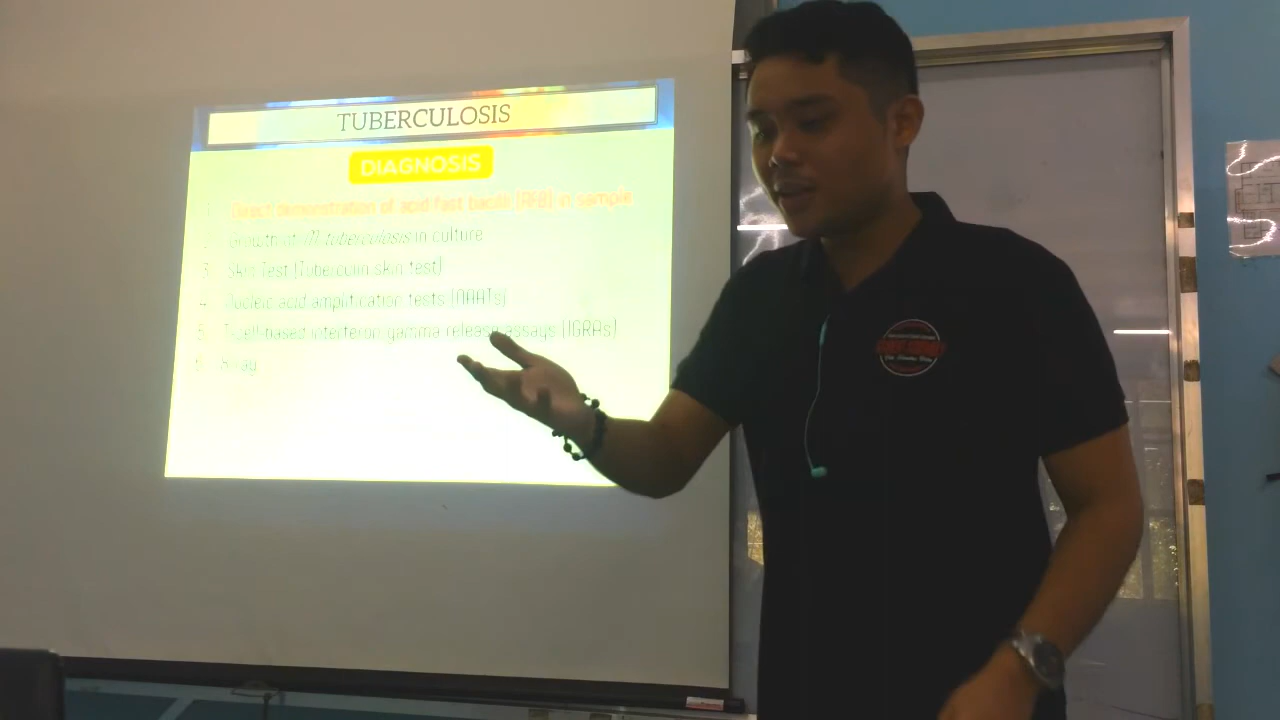 TUBERCULOSIS
DIAGNOSIS
1. Direct demonstration of acid fast bacilli (AFB) in sample
2. Growth of M. tuberculosis in culture
3. Skin Test (Tuberculin skin test)
4. Nucleic acid amplification tests (NAATs)
5. T-cell-based interferon gamma release assays (IGRAs)
6. X-ray